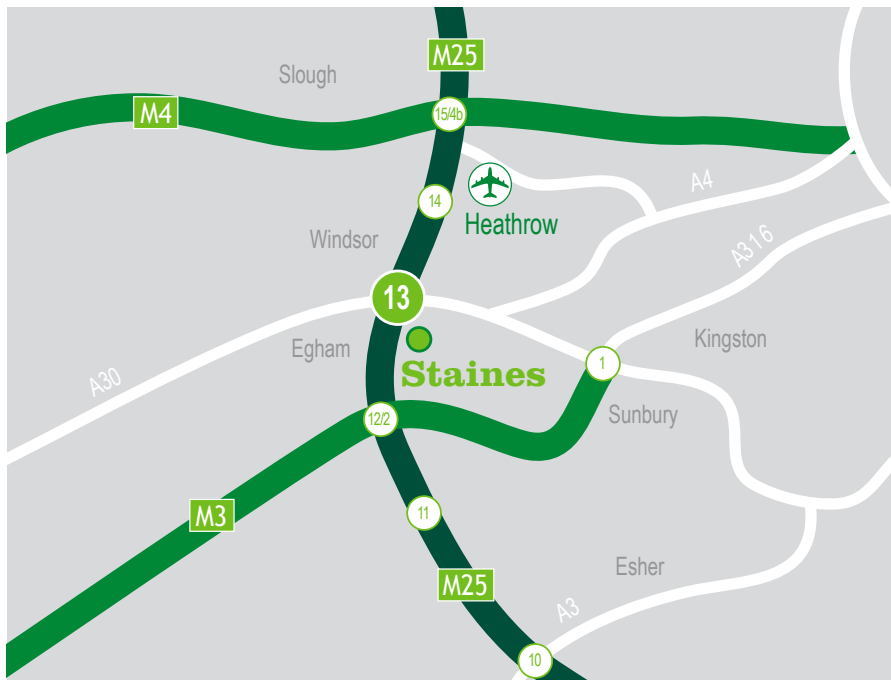 M25
Slough
M4
15/4b
A4
14
Heathrow
Windsor
A316
13
Kingston
Egham
Staines
1
A30
Sunbury
12/2
M3
11
Esher
M25
A3
10